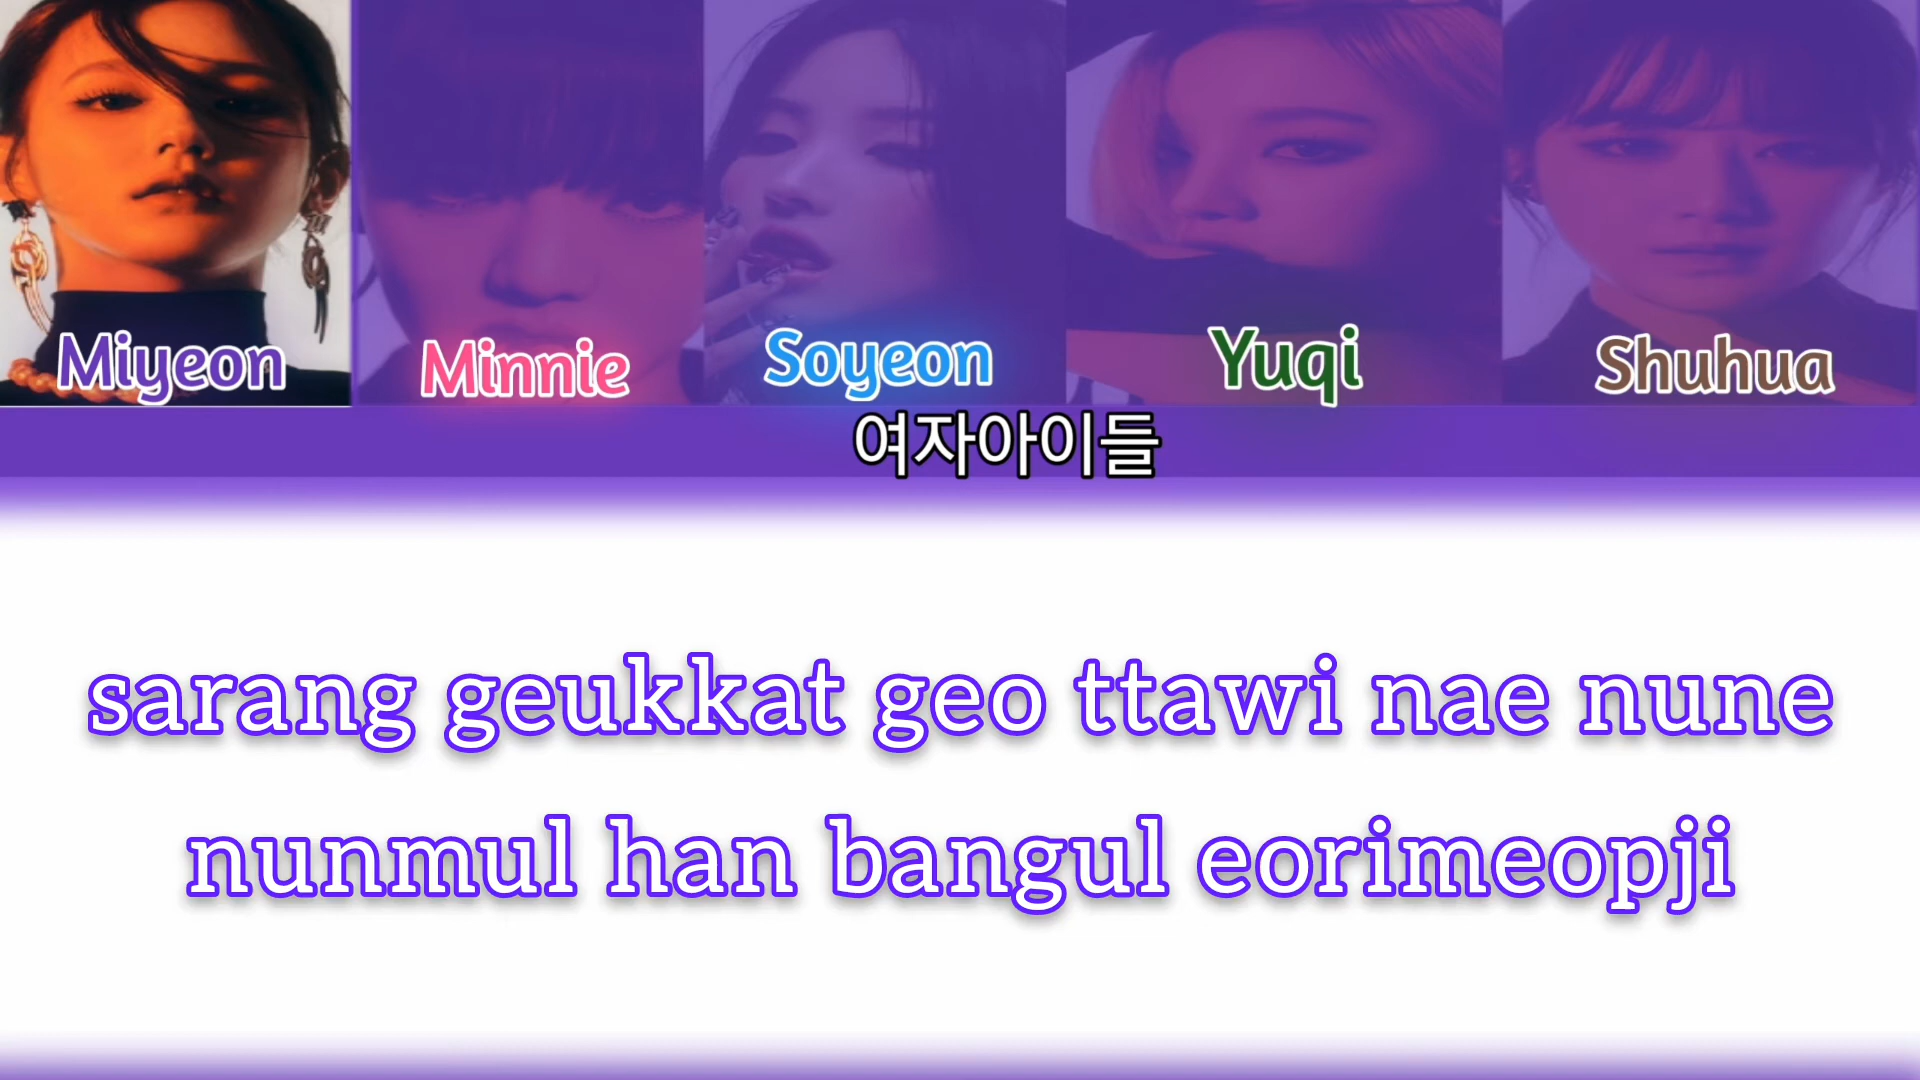 Miyeon
Minnie
Soyeon
Yuqi
Shuhua
여자아이들
sarang geukkat geo ttawi nae nune
nunmul han bangul eorimeopji